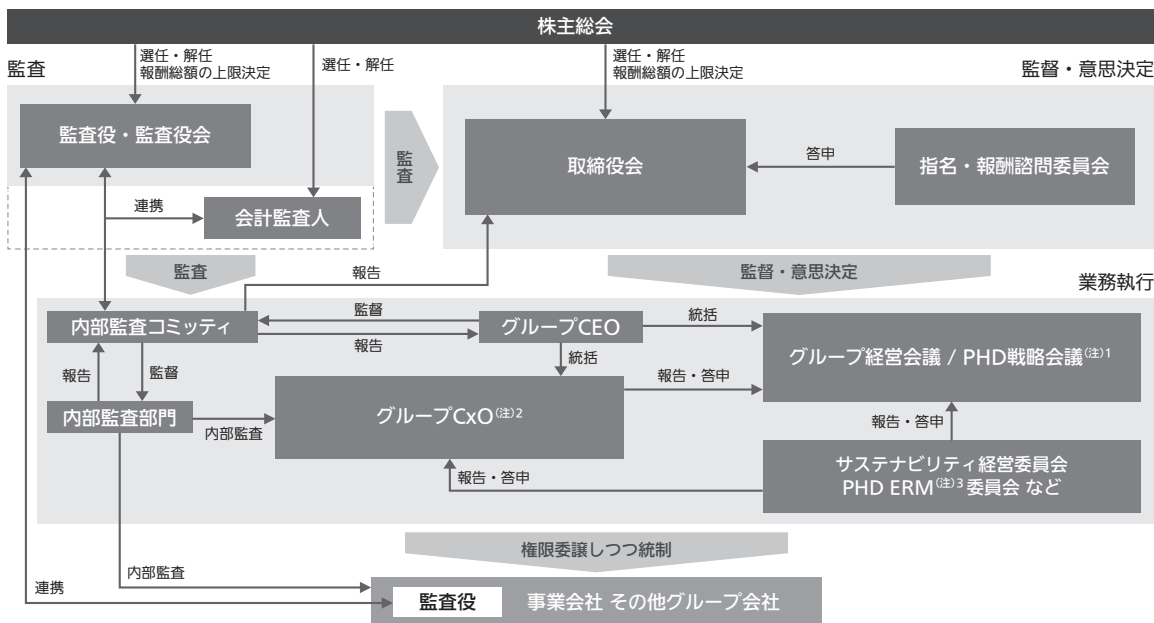 株主総会
監査
選任・解任
報酬総額の上限決定
選任・解任
選任・解任
報酬総額の上限決定
監督・意思決定
監査役・監査役会
監査
取締役会
答申
指名・報酬諮問委員会
連携
会計監査人
監査
報告
監督・意思決定
業務執行
内部監査コミッティ
監督
報告
グループCEO
統括
統括
グループ経営会議 / PHD戦略会議(注)1
報告
監督
内部監査部門
内部監査
グループCxO(注)2
報告・答申
報告・答申
報告・答申
サステナビリティ経営委員会
PHD ERM(注)3 委員会 など
権限委譲しつつ統制
内部監査
連携
監査役
事業会社 その他グループ会社